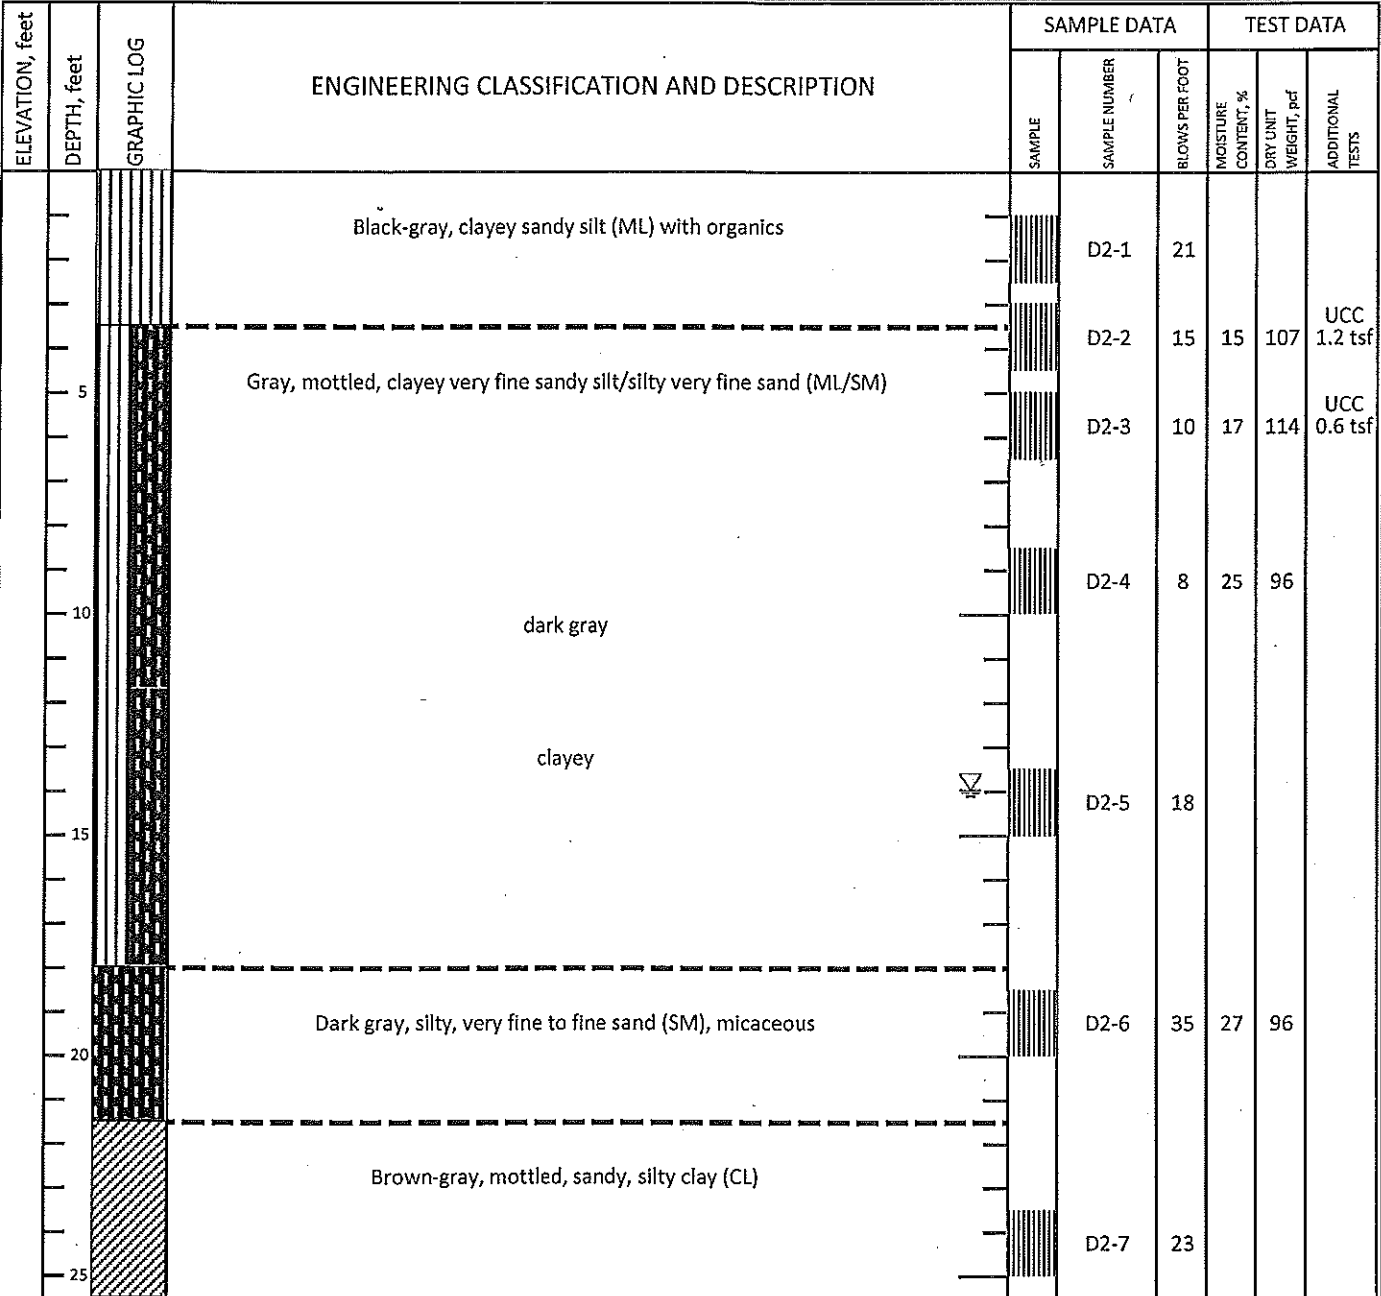 ELEVATION, feet
DEPTH, feet
GRAPHIC LOG
ENGINEERING CLASSIFICATION AND DESCRIPTION
SAMPLE DATA
TEST DATA
SAMPLE
SAMPLE NUMBER
BLOWS PER FOOT
MOISTURE
CONTENT, %
DRY UNIT
WEIGHT, pcf
ADDITIONAL
TESTS
Black-gray, clayey sandy silt (ML) with organics
D2-1 21
UCC
D2-2 15 15 107 1.2 tsf
5
Gray, mottled, clayey very fine sandy silt/silty very fine sand (ML/SM)
UCC
D2-3 10 17 114 0.6 tsf
D2-4 8 25 96
10
dark gray
clayey
D2-5 18
15
Dark gray, silty, very fine to fine sand (SM), micaceous
D2-6 35 27 96
20
Brown-gray, mottled, sandy, silty clay (CL)
D2-7 23
25